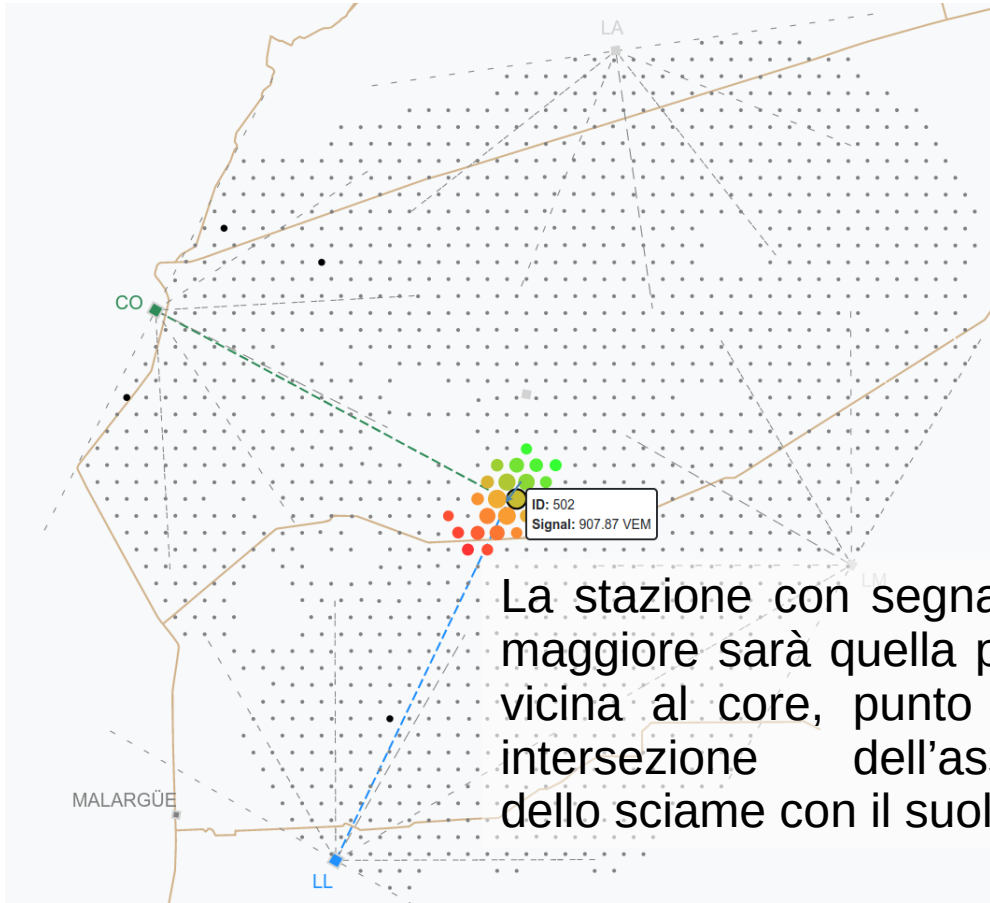 LA
CO
ID: 502
Signal: 907.87 VEM
LM
La stazione con segna
maggiore sarà quella p
vicina al core, punto
intersezione dell’as
dello sciame con il suol
MALARGÜE
LL